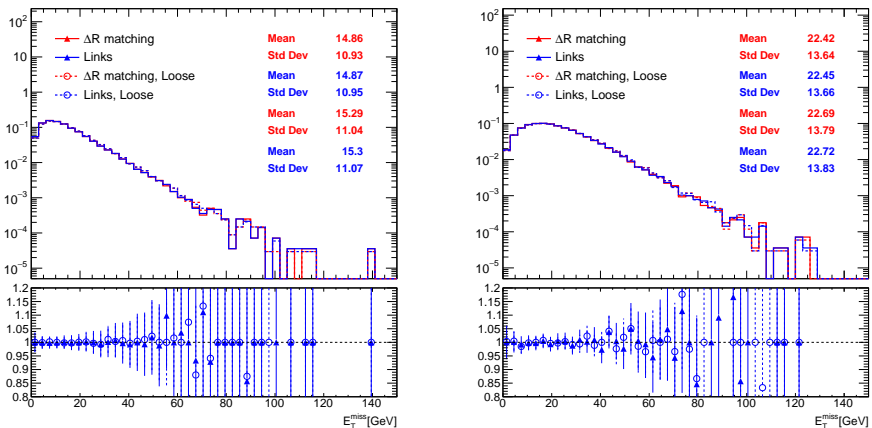 10²
10
1
10⁻¹
10⁻²
10⁻³
10⁻⁴
10⁻⁵
ΔR matching
Links
ΔR matching, Loose
Links, Loose
Mean 14.86
Std Dev 10.93
Mean 14.87
Std Dev 10.95
Mean 15.29
Std Dev 11.04
Mean 15.3
Std Dev 11.07
1.2
1.15
1.1
1.05
1
0.95
0.9
0.85
0.8
0 20 40 60 80 100 120 140
E_T^miss[GeV]
10²
10
1
10⁻¹
10⁻²
10⁻³
10⁻⁴
10⁻⁵
ΔR matching
Links
ΔR matching, Loose
Links, Loose
Mean 22.42
Std Dev 13.64
Mean 22.45
Std Dev 13.66
Mean 22.69
Std Dev 13.79
Mean 22.72
Std Dev 13.83
1.2
1.15
1.1
1.05
1
0.95
0.9
0.85
0.8
0 20 40 60 80 100 120 140
E_T^miss[GeV]